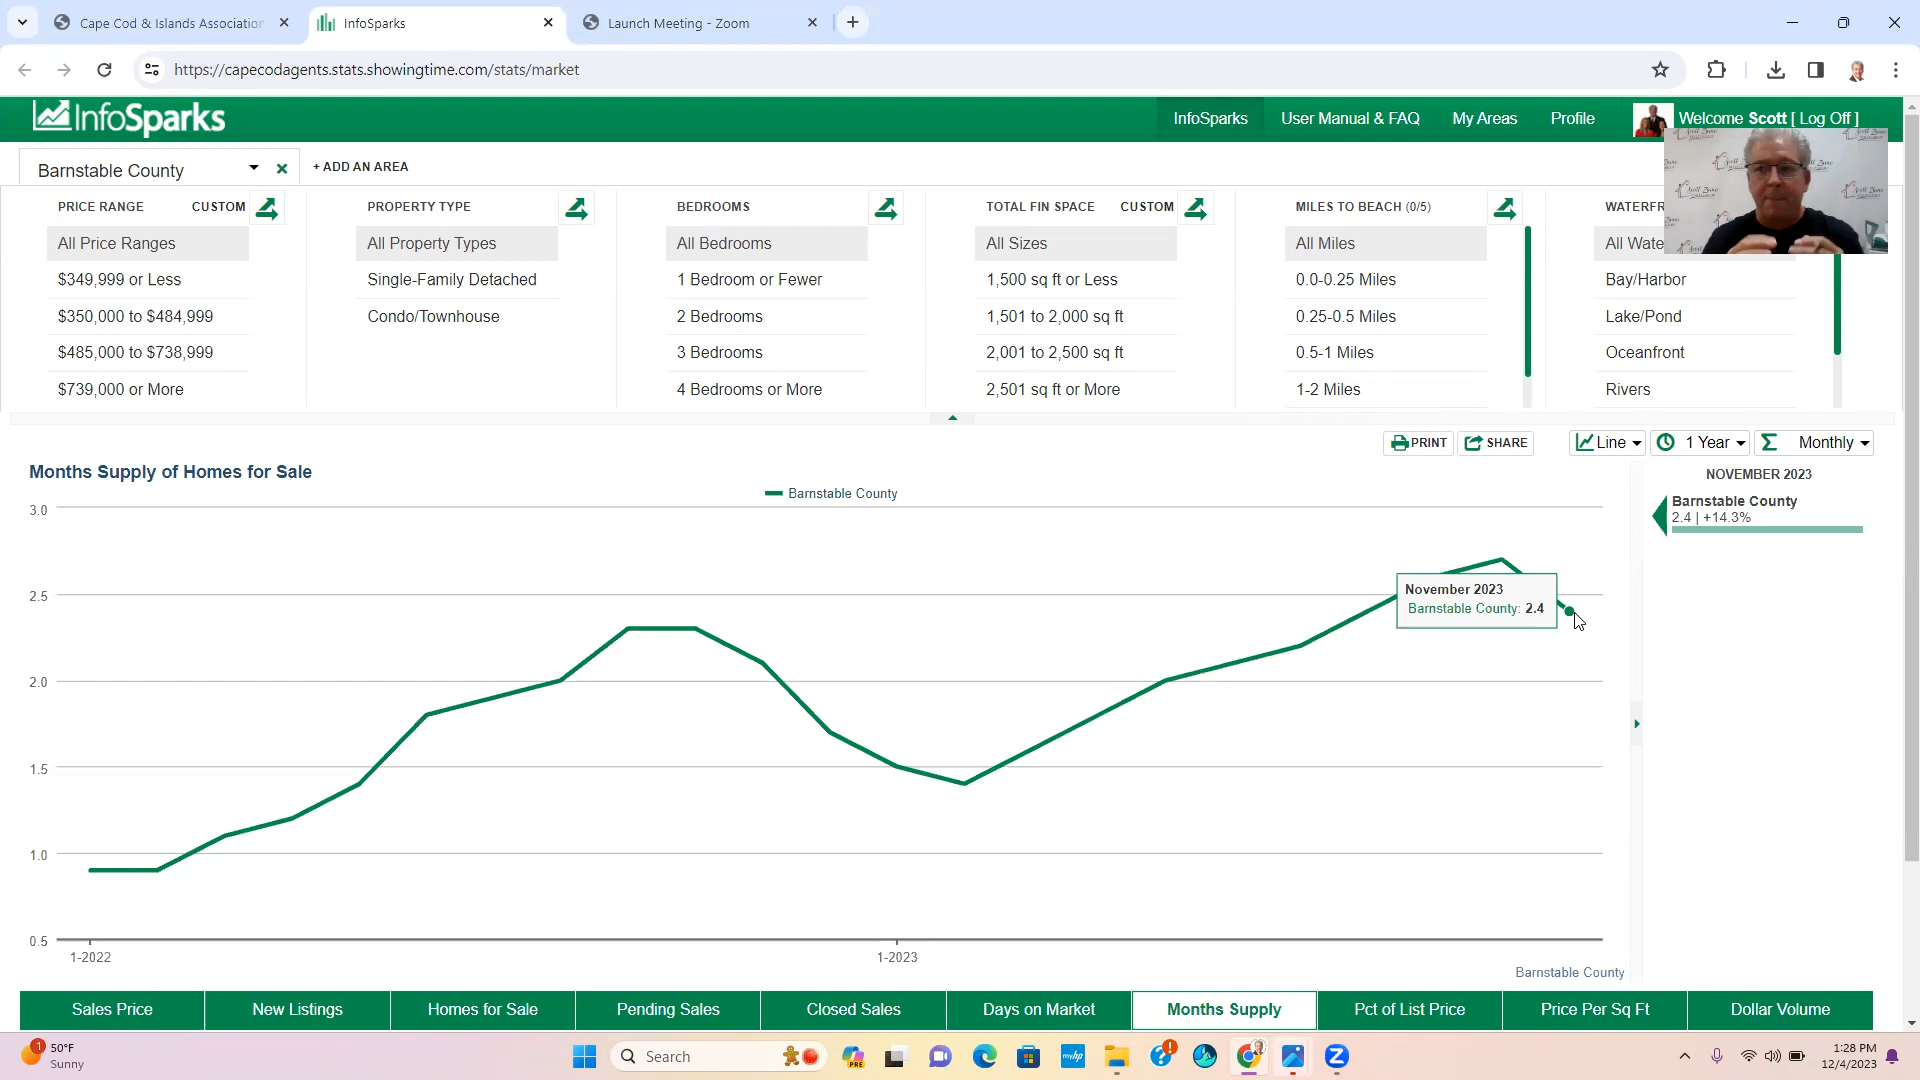 Cape Cod & Islands Association
InfoSparks
Launch Meeting - Zoom
https://capecodagents.stats.showingtime.com/stats/market
InfoSparks
InfoSparks
User Manual & FAQ
My Areas
Profile
Welcome Scott [ Log Off ]
Barnstable County
+ ADD AN AREA
PRICE RANGE
CUSTOM
All Price Ranges
$349,999 or Less
$350,000 to $484,999
$485,000 to $738,999
$739,000 or More
PROPERTY TYPE
All Property Types
Single-Family Detached
Condo/Townhouse
BEDROOMS
All Bedrooms
1 Bedroom or Fewer
2 Bedrooms
3 Bedrooms
4 Bedrooms or More
TOTAL FIN SPACE
CUSTOM
All Sizes
1,500 sq ft or Less
1,501 to 2,000 sq ft
2,001 to 2,500 sq ft
2,501 sq ft or More
MILES TO BEACH (0/5)
All Miles
0.0-0.25 Miles
0.25-0.5 Miles
0.5-1 Miles
1-2 Miles
WATERF
All Wate
Bay/Harbor
Lake/Pond
Oceanfront
Rivers
PRINT
SHARE
Line
1 Year
Monthly
Months Supply of Homes for Sale
Barnstable County
NOVEMBER 2023
Barnstable County
2.4 | +14.3%
3.0
2.5
2.0
1.5
1.0
0.5
November 2023
Barnstable County: 2.4
1-2022
1-2023
Barnstable County
Sales Price
New Listings
Homes for Sale
Pending Sales
Closed Sales
Days on Market
Months Supply
Pct of List Price
Price Per Sq Ft
Dollar Volume
1
50°F
Sunny
Search
PRE
myhp
1:28 PM
12/4/2023